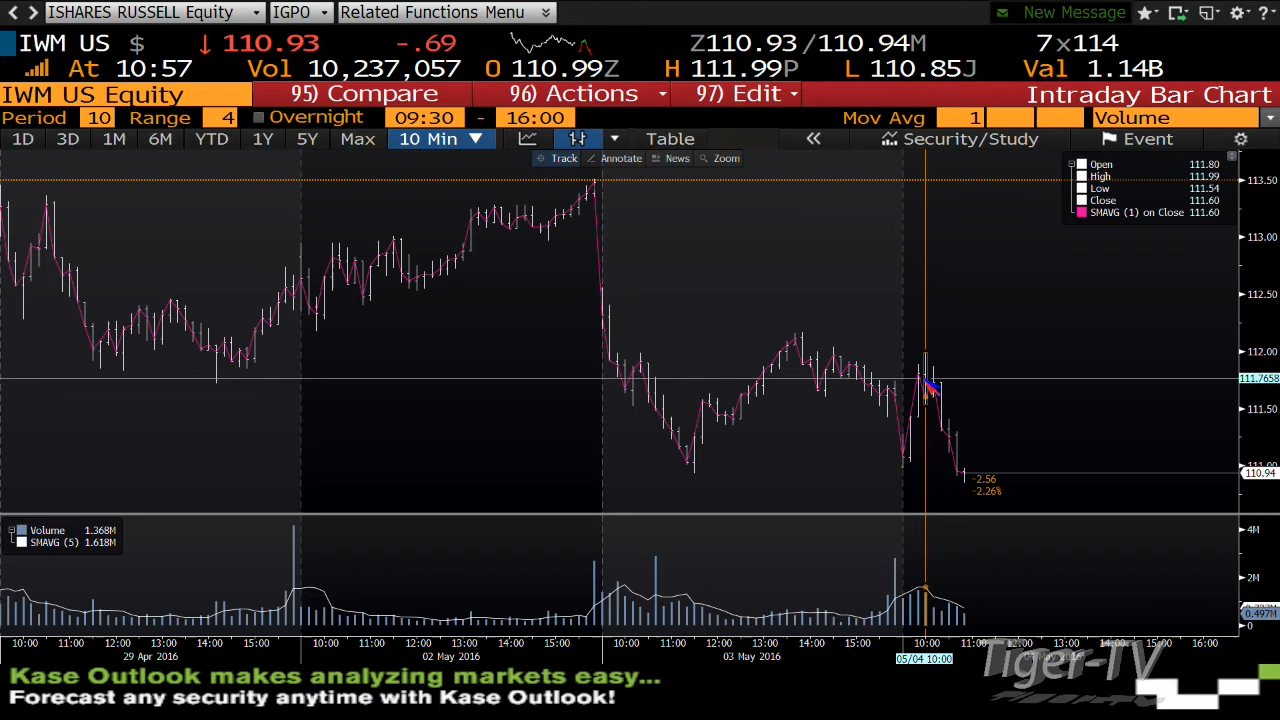 ISHARES RUSSELL Equity IGPO Related Functions Menu New Message ?
IWM US $ ↓ 110.93 -.69 Z110.93/110.94M 7x114
At 10:57 Vol 10,237,057 O 110.99Z H 111.99P L 110.85J Val 1.14B
IWM US Equity 95) Compare 96) Actions 97) Edit Intraday Bar Chart
Period 10 Range 4 Overnight 09:30 - 16:00 Mov Avg 1 Volume
1D 3D 1M 6M YTD 1Y 5Y Max 10 Min ▼ Table « Security/Study Event
Track Annotate News Zoom
Open 111.80
High 111.99
Low 111.54
Close 111.60
SMAVG (1) on Close 111.60
113.50
113.00
112.50
112.00
111.7658
111.50
111.00
110.94
-2.56
-2.26%
Volume 1.368M
SMAVG (5) 1.618M
4M
2M
0.497M
0
10:00 11:00 12:00 13:00 14:00 15:00 10:00 11:00 12:00 13:00 14:00 15:00 10:00 11:00 12:00 13:00 14:00 15:00 10:00 11:00 12:00 13:00 14:00 15:00 16:00
29 Apr 2016 02 May 2016 03 May 2016 05/04 10:00 May 2016
Tiger-TV
Kase Outlook makes analyzing markets easy...
Forecast any security anytime with Kase Outlook!